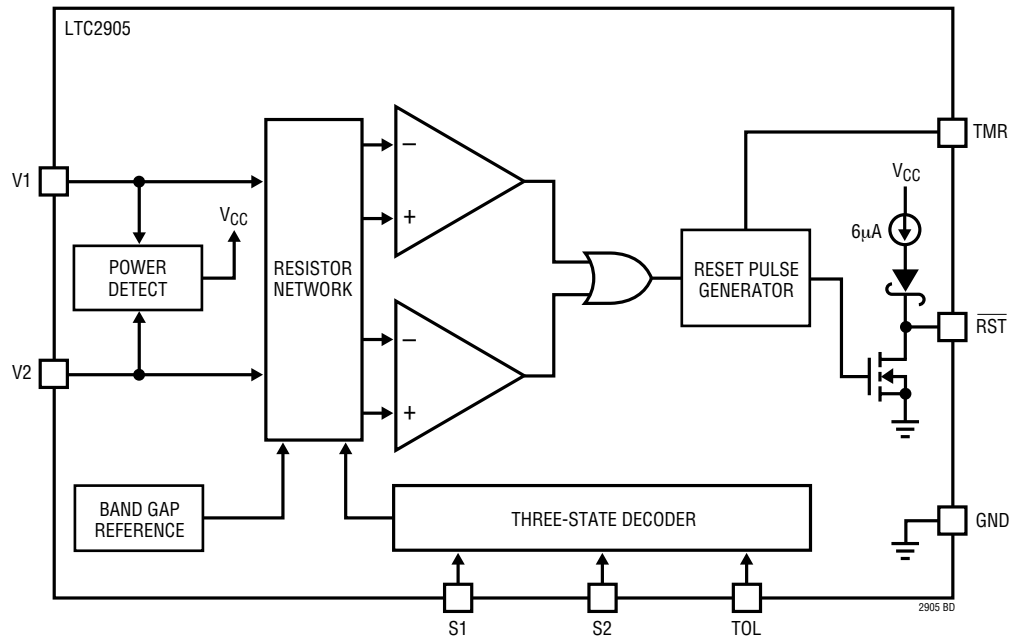 LTC2905
TMR
V1
VCC
VCC
6μA
POWER
DETECT
RESISTOR
NETWORK
−
+
RESET PULSE
GENERATOR
RST
V2
−
+
BAND GAP
REFERENCE
THREE-STATE DECODER
GND
S1
S2
TOL
2905 BD